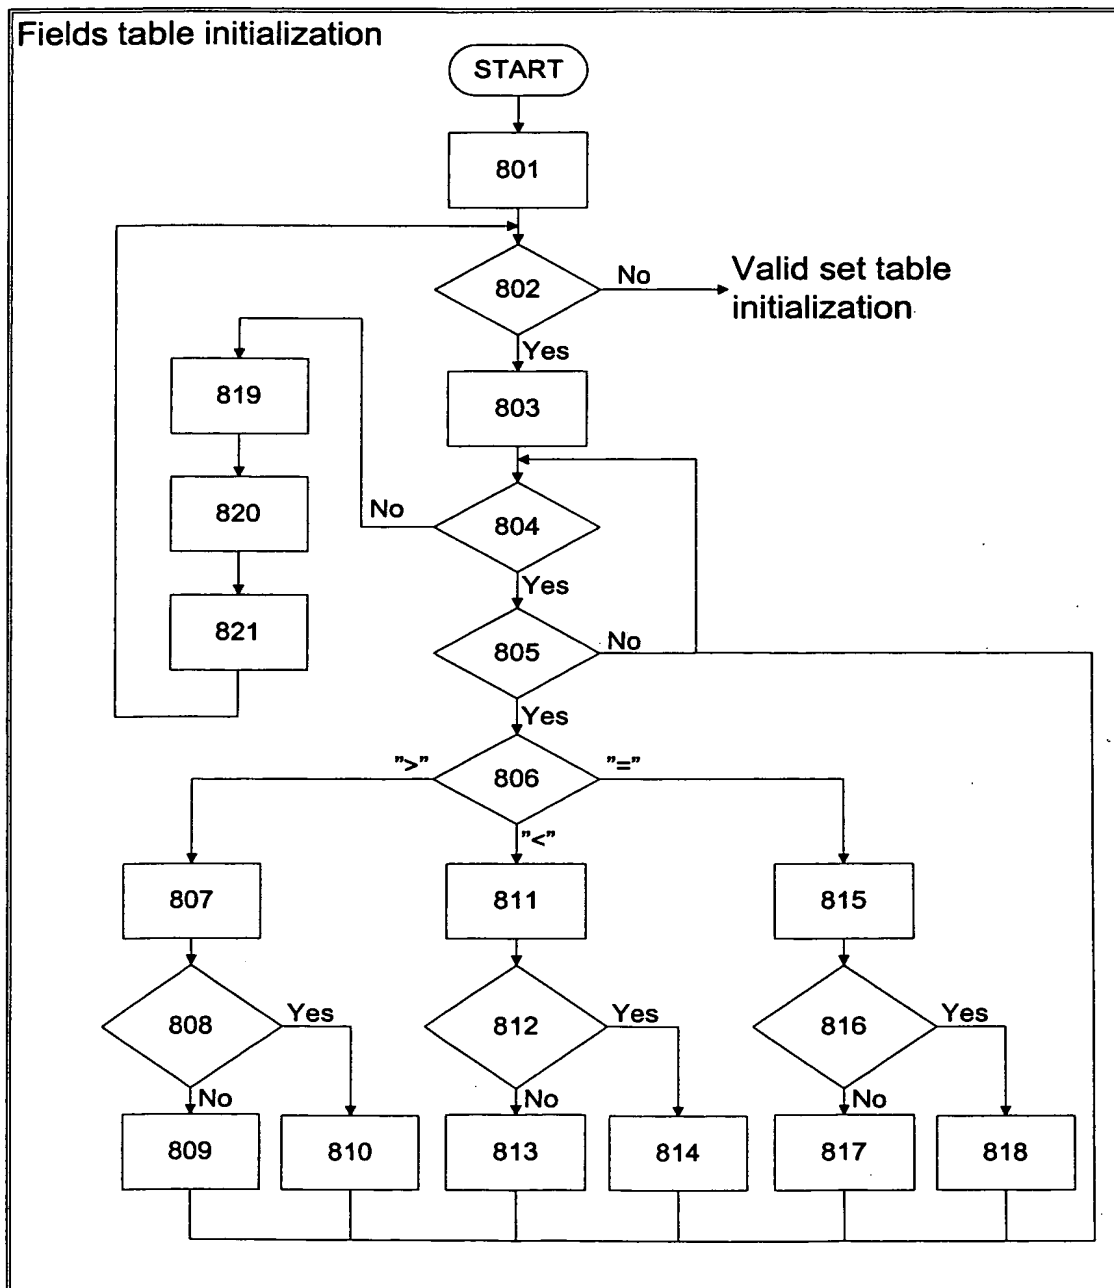 Fields table initialization
START
801
802
No
Valid set table
initialization
Yes
819
803
820
No
804
Yes
821
805
No
Yes
">"
806
"="
"<"
807
811
815
808
Yes
812
Yes
816
Yes
No
No
No
809
810
813
814
817
818